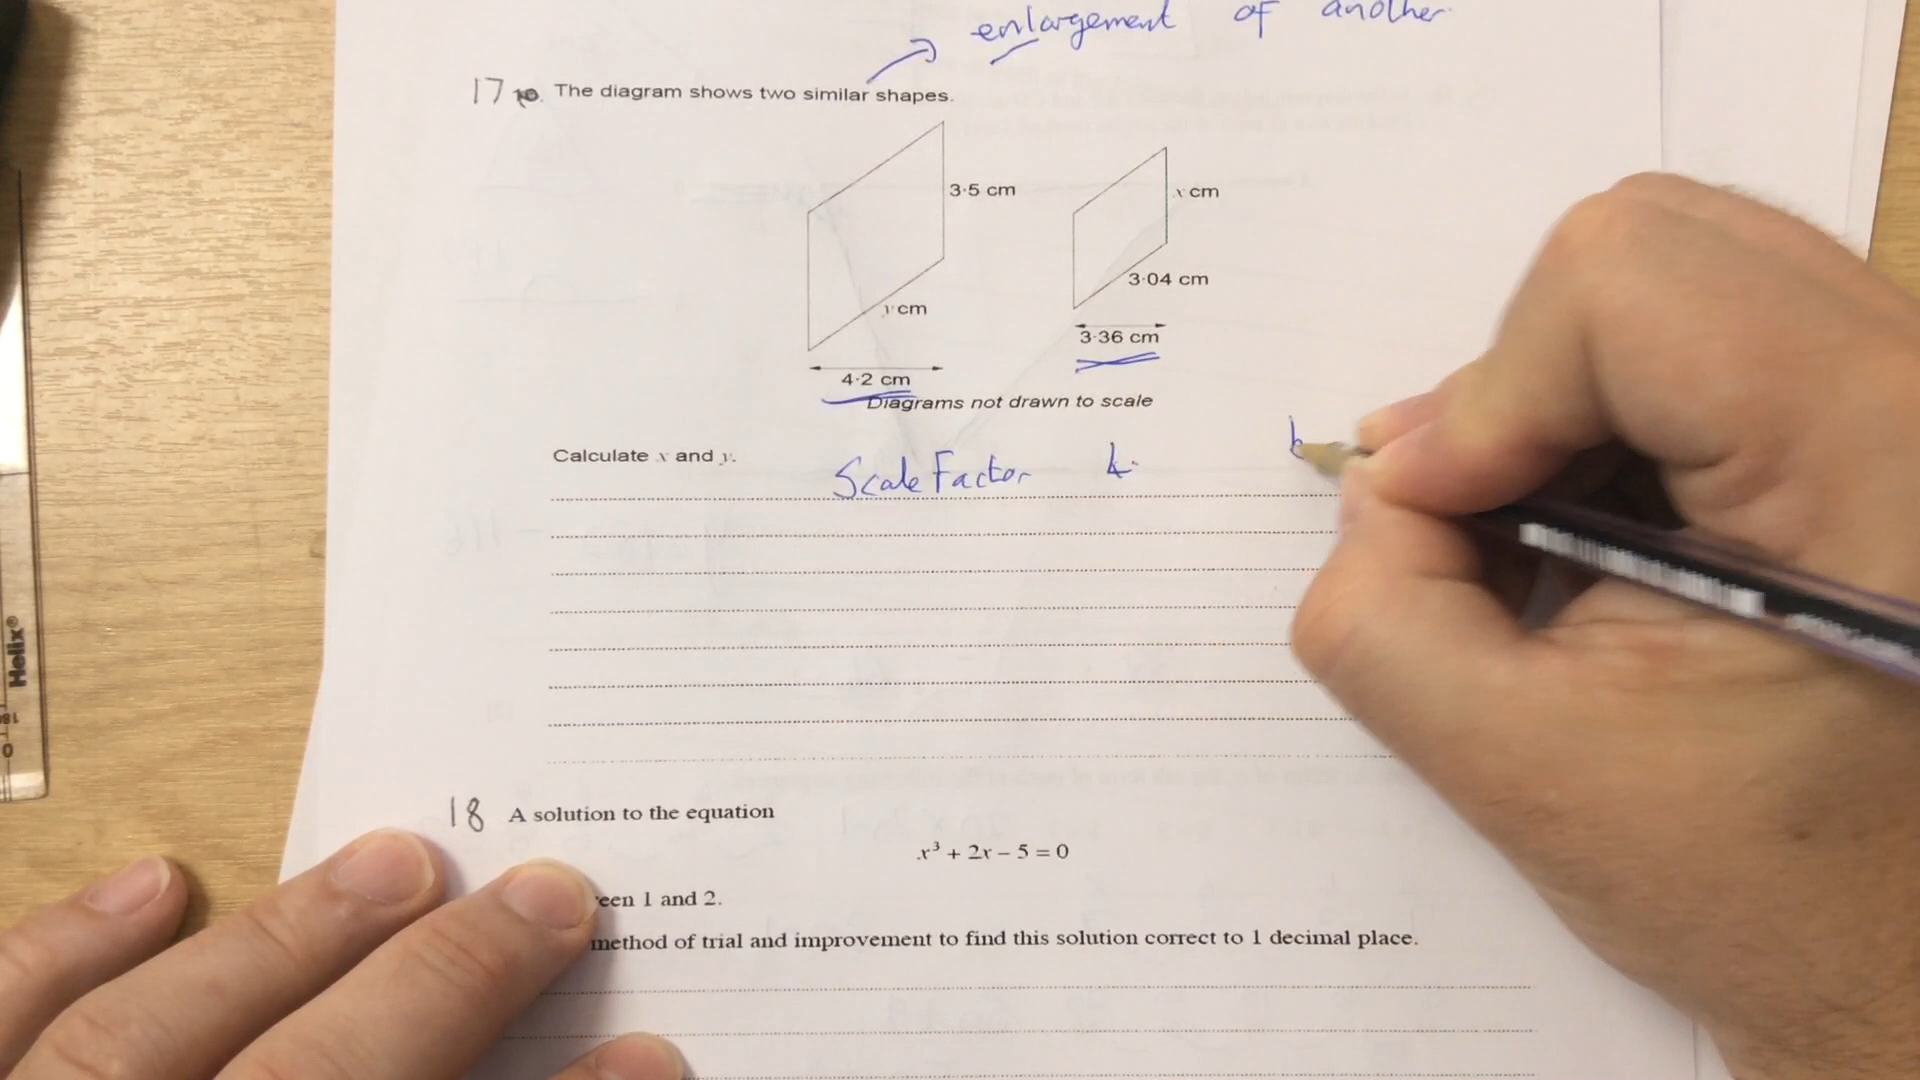 enlargement of another
17 The diagram shows two similar shapes.
3·5 cm
x cm
3·04 cm
y cm
3·36 cm
4·2 cm
Diagrams not drawn to scale
Calculate x and y.
Scale Factor
18 A solution to the equation
x³ + 2x – 5 = 0
een 1 and 2.
method of trial and improvement to find this solution correct to 1 decimal place.
Helix®
0